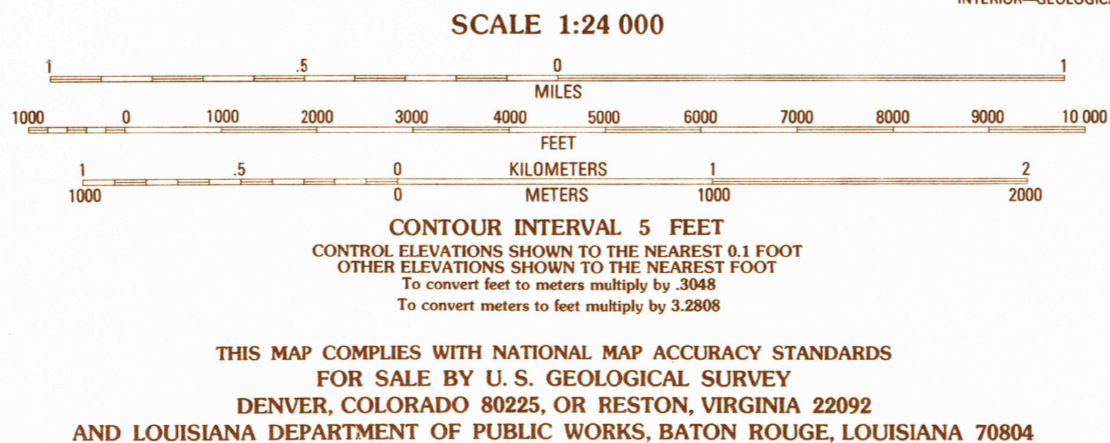 INTERIOR—GEOLOGICA
SCALE 1:24 000
1 .5 0 1
MILES
1000 0 1000 2000 3000 4000 5000 6000 7000 8000 9000 10 000
FEET
1 .5 0 KILOMETERS 1 2
1000 0 METERS 1000 2000
CONTOUR INTERVAL 5 FEET
CONTROL ELEVATIONS SHOWN TO THE NEAREST 0.1 FOOT
OTHER ELEVATIONS SHOWN TO THE NEAREST FOOT
To convert feet to meters multiply by .3048
To convert meters to feet multiply by 3.2808
THIS MAP COMPLIES WITH NATIONAL MAP ACCURACY STANDARDS
FOR SALE BY U. S. GEOLOGICAL SURVEY
DENVER, COLORADO 80225, OR RESTON, VIRGINIA 22092
AND LOUISIANA DEPARTMENT OF PUBLIC WORKS, BATON ROUGE, LOUISIANA 70804